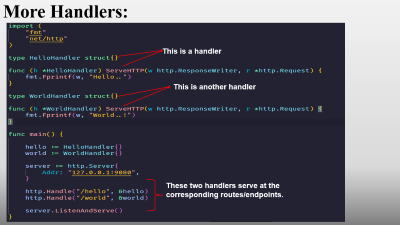 More Handlers:
import (
"fmt"
"net/http"
)
type HelloHandler struct{}
This is a handler
func (h *HelloHandler) ServeHTTP(w http.ResponseWriter, r *http.Request) {
fmt.Fprintf(w, "Hello..")
}
This is another handler
type WorldHandler struct{}
func (h *WorldHandler) ServeHTTP(w http.ResponseWriter, r *http.Request) {
fmt.Fprintf(w, "World..!")
}
func main() {
hello := HelloHandler{}
world := WorldHandler{}
server := http.Server{
Addr: "127.0.0.1:9080",
}
These two handlers serve at the
corresponding routes/endpoints.
http.Handle("/hello", &hello)
http.Handle("/world", &world)
server.ListenAndServe()
}